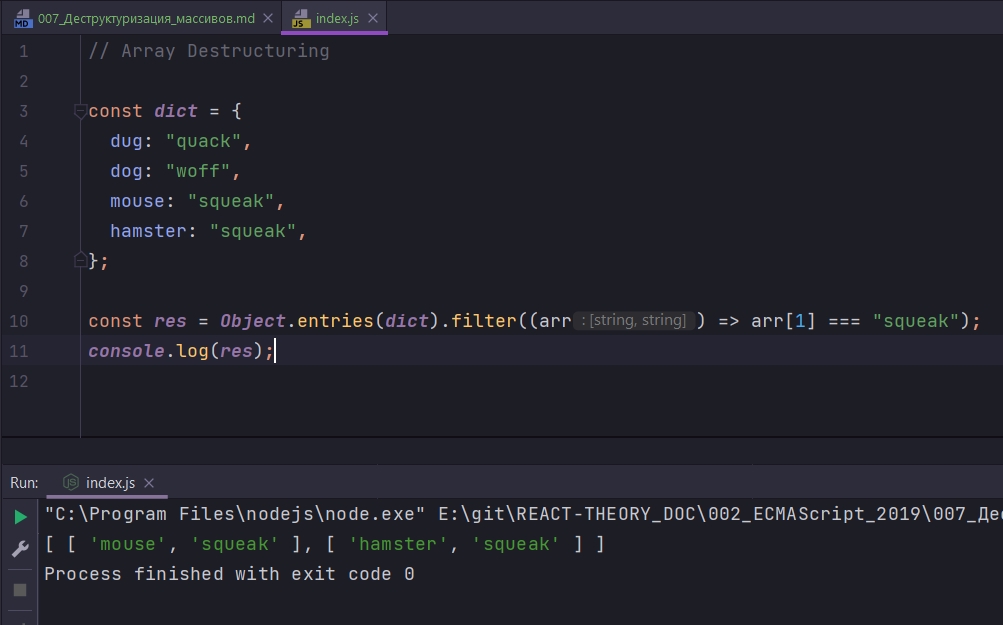 MD 007_Деструктуризация_массивов.md JS index.js
1 // Array Destructuring
2
3 const dict = {
4 dug: "quack",
5 dog: "woff",
6 mouse: "squeak",
7 hamster: "squeak",
8 };
9
10 const res = Object.entries(dict).filter((arr : [string, string] ) => arr[1] === "squeak");
11 console.log(res);
12
Run: JS index.js
"C:\Program Files\nodejs\node.exe" E:\git\REACT-THEORY_DOC\002_ECMAScript_2019\007_Дес
[ [ 'mouse', 'squeak' ], [ 'hamster', 'squeak' ] ]
Process finished with exit code 0